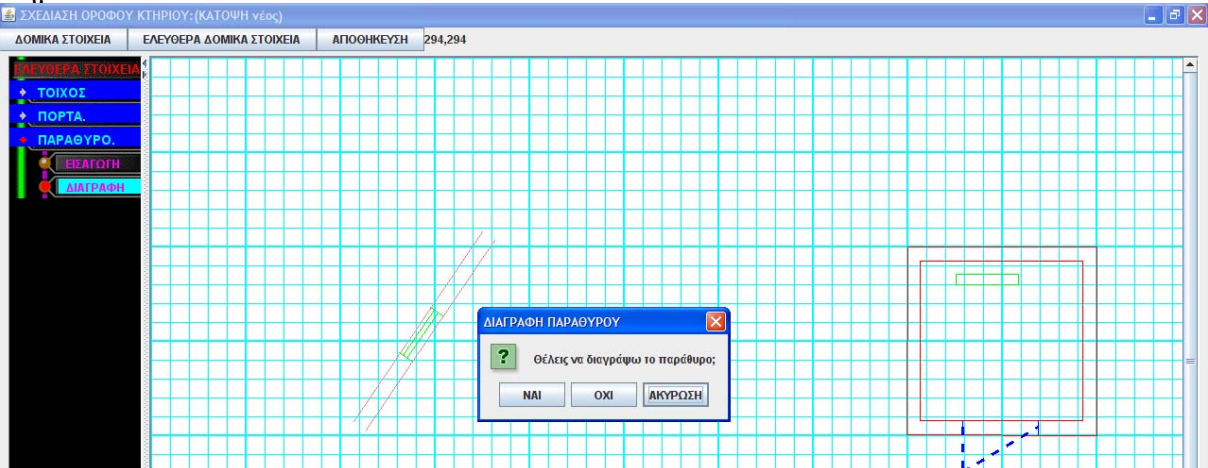 ΣΧΕΔΙΑΣΗ ΟΡΟΦΟΥ ΚΤΗΡΙΟΥ:(ΚΑΤΟΨΗ νέος)
ΔΟΜΙΚΑ ΣΤΟΙΧΕΙΑ ΕΛΕΥΘΕΡΑ ΔΟΜΙΚΑ ΣΤΟΙΧΕΙΑ ΑΠΟΘΗΚΕΥΣΗ 294,294
ΕΛΕΥΘΕΡΑ ΣΤΟΙΧΕΙΑ
ΤΟΙΧΟΣ
ΠΟΡΤΑ.
ΠΑΡΑΘΥΡΟ.
ΕΙΣΑΓΩΓΗ
ΔΙΑΓΡΑΦΗ
ΔΙΑΓΡΑΦΗ ΠΑΡΑΘΥΡΟΥ
Θέλεις να διαγράψω το παράθυρο;
ΝΑΙ ΟΧΙ ΑΚΥΡΩΣΗ